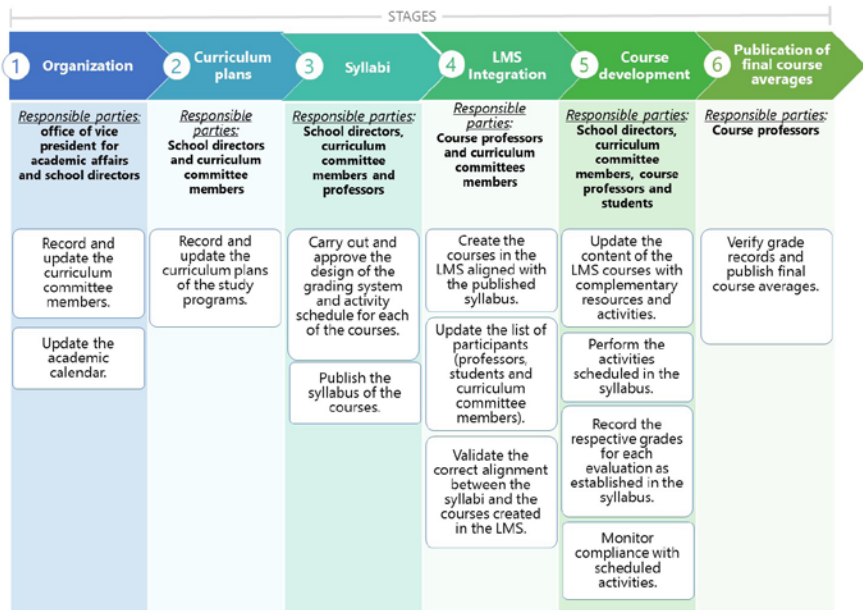 STAGES
1 Organization
2 Curriculum
plans
3 Syllabi
4 LMS
Integration
5 Course
development
6 Publication of
final course
averages
Responsible parties:
office of vice
president for
academic affairs
and school directors
Responsible
parties:
School directors
and curriculum
committee
members
Responsible parties:
School directors,
curriculum
committee
members and
professors
Responsible
parties:
Course professors
and curriculum
committees
members
Responsible parties:
School directors,
curriculum
committee
members, course
professors and
students
Responsible parties:
Course professors
Record and
update the
curriculum
committee
members.
Update the
academic
calendar.
Record and
update the
curriculum plans
of the study
programs.
Carry out and
approve the
design of the
grading system
and activity
schedule for each
of the courses.
Publish the
syllabus of the
courses.
Create the
courses in the
LMS aligned with
the published
syllabus.
Update the list of
participants
(professors,
students and
curriculum
committee
members).
Validate the
correct alignment
between the
syllabi and the
courses created
in the LMS.
Update the
content of the
LMS courses with
complementary
resources and
activities.
Perform the
activities
scheduled in the
syllabus.
Record the
respective grades
for each
evaluation as
established in the
syllabus.
Monitor
compliance with
scheduled
activities.
Verify grade
records and
publish final
course averages.